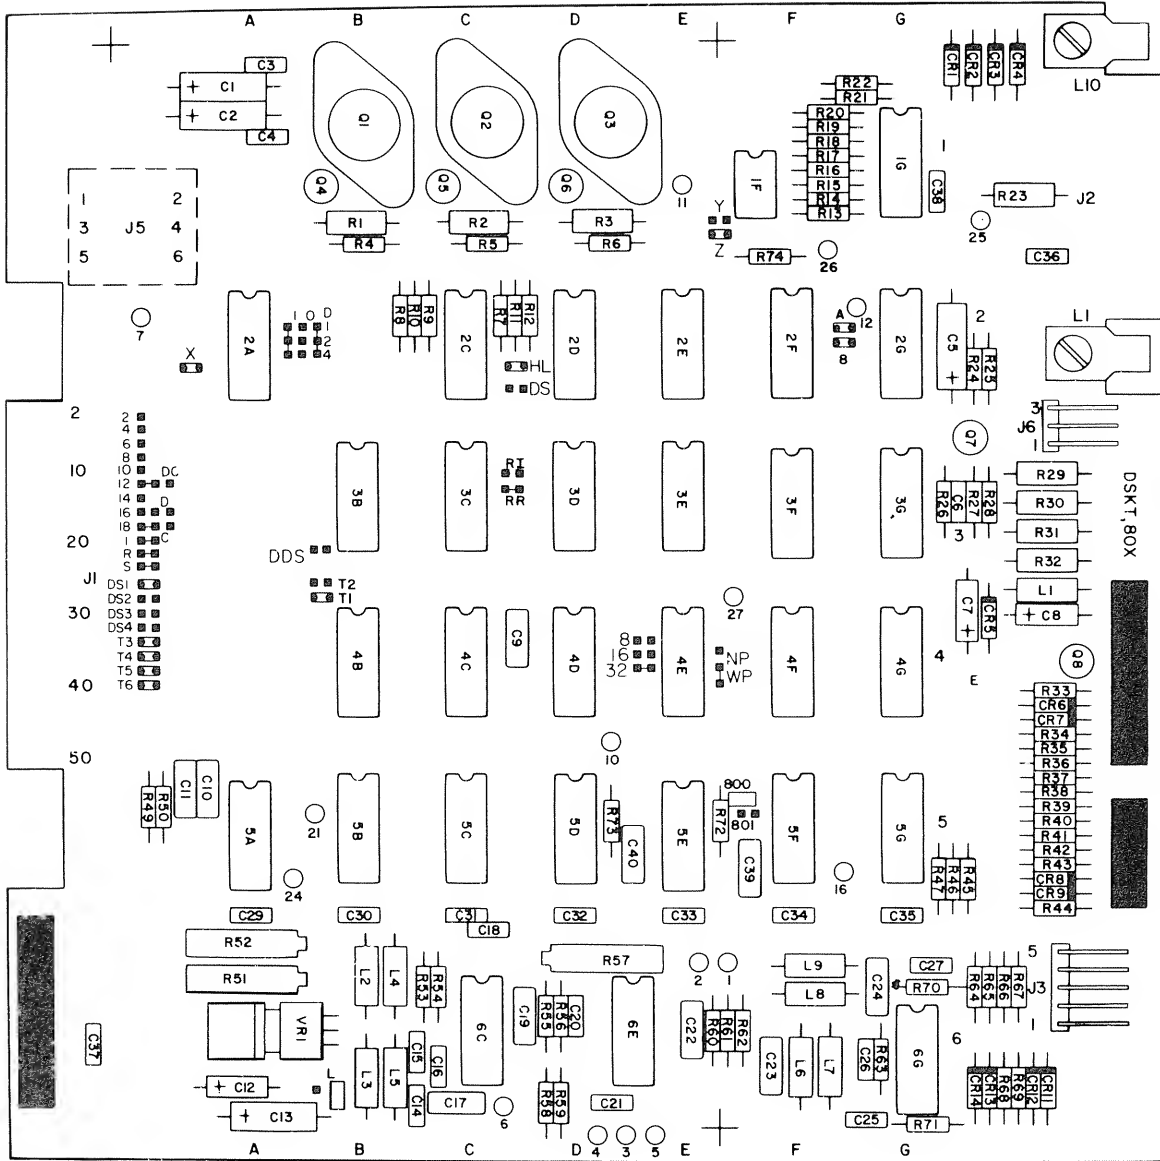 A B C D E F G
C3
C1
C2
C4
Q1 Q2 Q3
Q4 Q5 Q6
R1 R2 R3
R4 R5 R6
11
Y
Z
1F
R74
26
R22
R21
R20
R19
R18
R17
R16
R15
R14
R13
1G
1
C38
CR1 CR2 CR3 CR4
L10
R23
J2
25
C36
1 2
3 J5 4
5 6
7
X
2A
1 0 D
1
2
4
R8 R10 R9
2C
R7 R11 R12
HL
DS
2D
2E
2F
A
8
12
2G
C5
2
R24 R25
L1
3
J6
1
Q7
2
10
20
J1
30
40
50
2
4
6
8
10
12
14
16
18
1
R
S
DS1
DS2
DS3
DS4
T3
T4
T5
T6
DC
D
C
DDS
T2
T1
3B
3C
RI
RR
3D
3E
3F
3G
R26 C6 R27 R28
3
R29
R30
R31
R32
L1
C8
DSKT,80X
C7
CR5
27
4B
4C
C9
4D
8
16
32
4E
NP
WP
4F
4G
4
E
Q8
R33
CR6
CR7
R34
R35
R36
R37
R38
R39
R40
R41
R42
R43
CR8
CR9
R44
10
R49 R50
C11 C10
5A
21
24
5B
5C
5D
R73
C40
5E
R72
800
801
C39
5F
16
5G
5
R47 R46 R45
C29 C30 C31 C32 C33 C34 C35
C18
R52
R51
VR1
C37
C12
C13
L
L2 L4
L3 L5
R53 R54
C15
C16
C14
C17
6C
6
C19
R55 R56 C20
R57
6E
R58 R59
C21
4 3 5
2 1
C22
R60 R61 R62
L9
L8
C23
L6 L7
C24
C27
R70
C26 R63
6G
6
C25
R71
R64 R65 R66 R67
5
J3
1
CR14 CR13 R68 R69 CR12 CR11
A B C D E F G